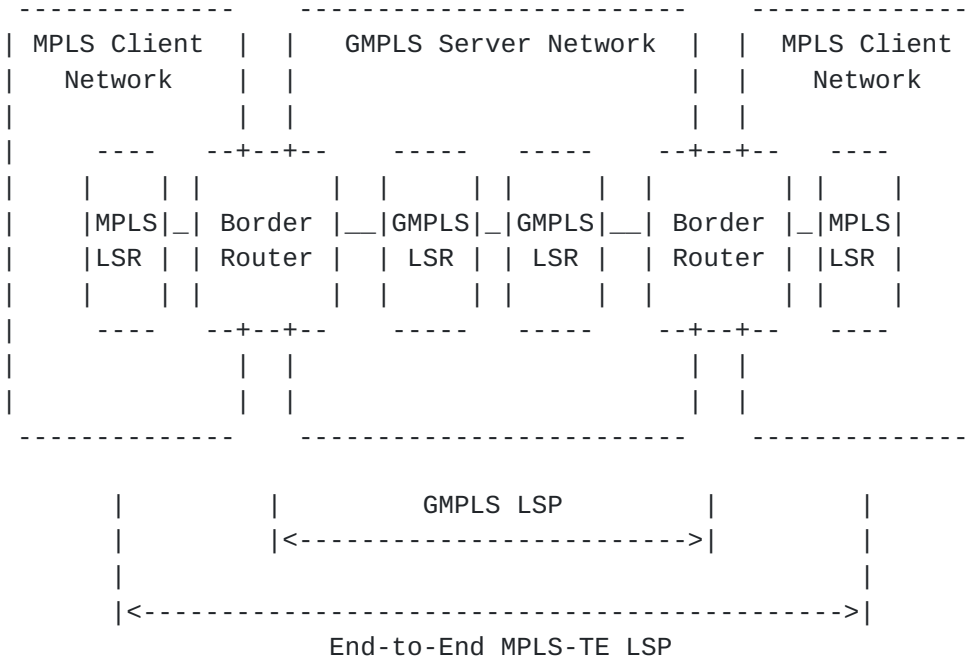 MPLS Client GMPLS Server Network MPLS Client
Network Network
MPLS Border GMPLS GMPLS Border MPLS
LSR Router LSR LSR Router LSR
GMPLS LSP
End-to-End MPLS-TE LSP